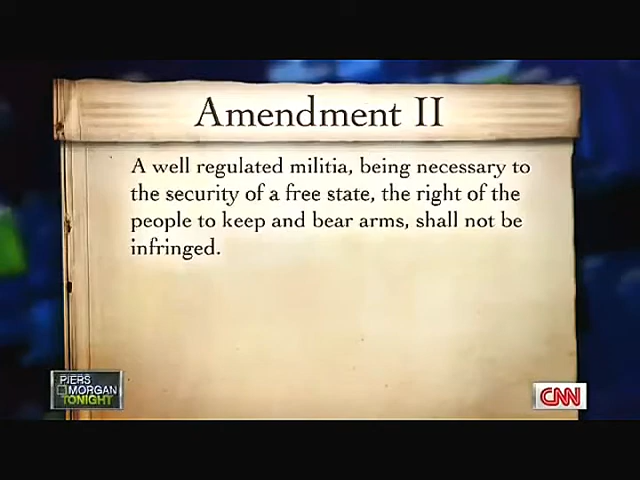 Amendment II
A well regulated militia, being necessary to
the security of a free state, the right of the
people to keep and bear arms, shall not be
infringed.
PIERS
MORGAN
TONIGHT
CNN